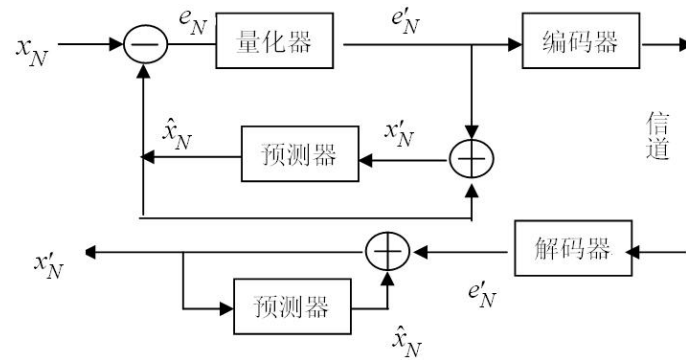 x_N
e_N
量化器
e′_N
编码器
x̂_N
预测器
x′_N
信道
x′_N
解码器
e′_N
预测器
x̂_N